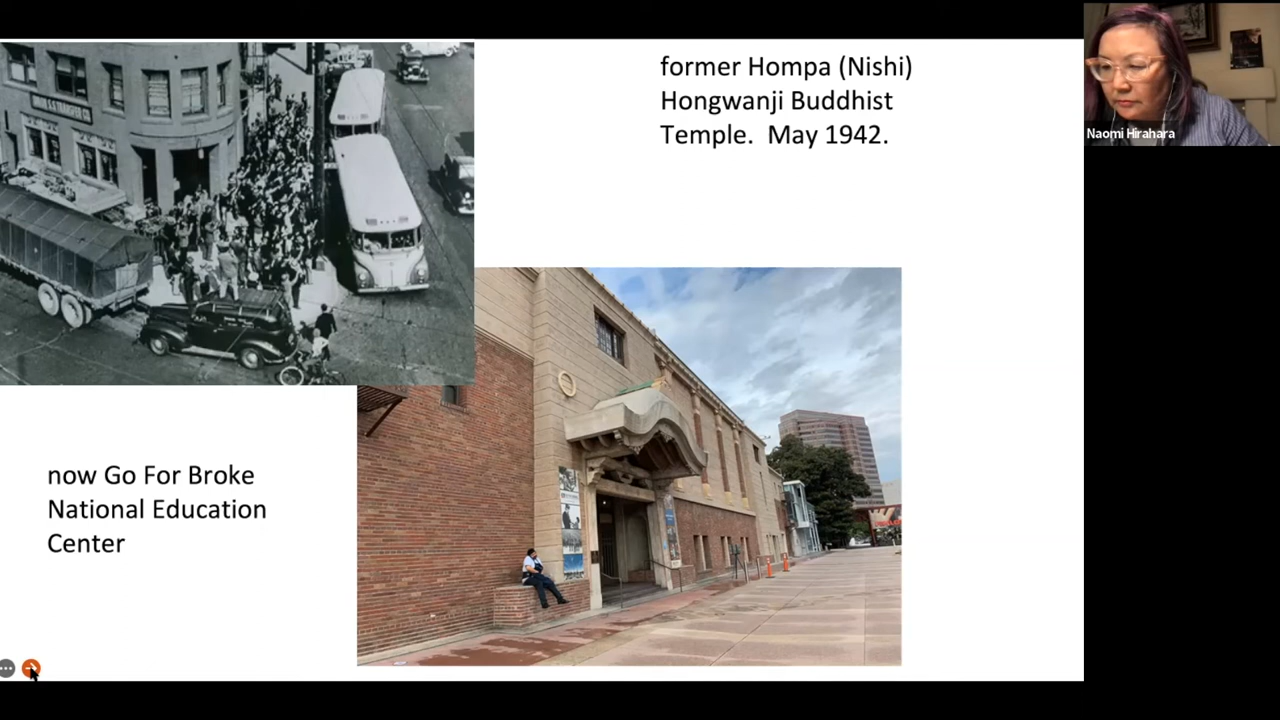 former Hompa (Nishi)
Hongwanji Buddhist
Temple.  May 1942.
Naomi Hirahara
now Go For Broke
National Education
Center